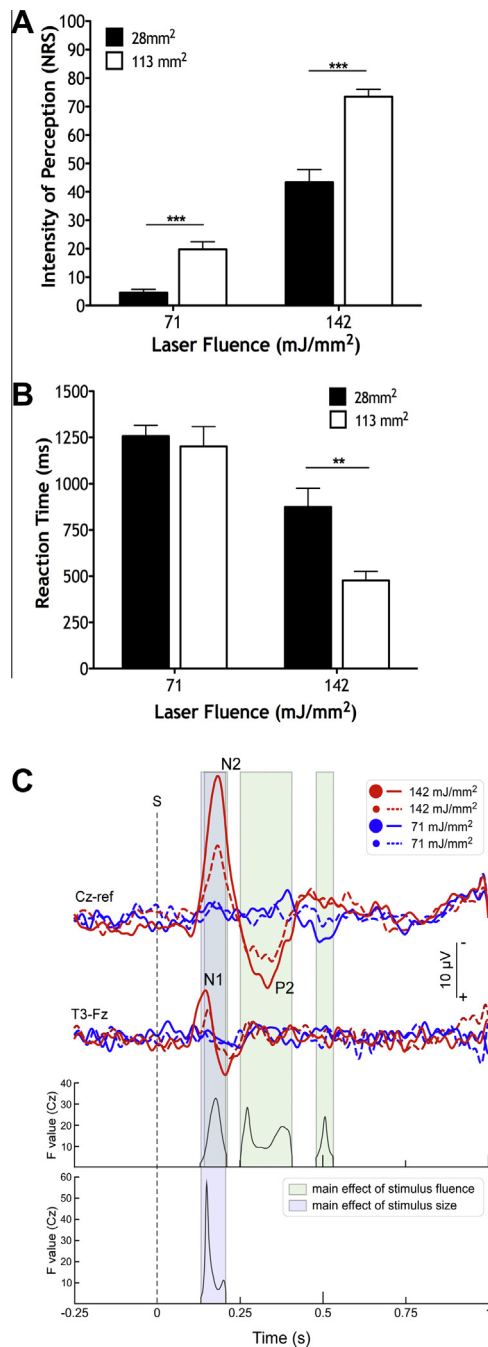 A
Intensity of Perception (NRS)
100
90
80
70
60
50
40
30
20
10
0
28mm²
113 mm²
***
***
71
142
Laser Fluence (mJ/mm²)
B
Reaction Time (ms)
1500
1250
1000
750
500
250
0
28mm²
113 mm²
**
71
142
Laser Fluence (mJ/mm²)
C
S
N2
142 mJ/mm²
142 mJ/mm²
71 mJ/mm²
71 mJ/mm²
Cz-ref
N1
P2
-
10 µV
+
T3-Fz
F value (Cz)
40
30
20
10
F value (Cz)
60
50
40
30
20
10
main effect of stimulus fluence
main effect of stimulus size
-0.25
0
0.25
0.5
0.75
1
Time (s)